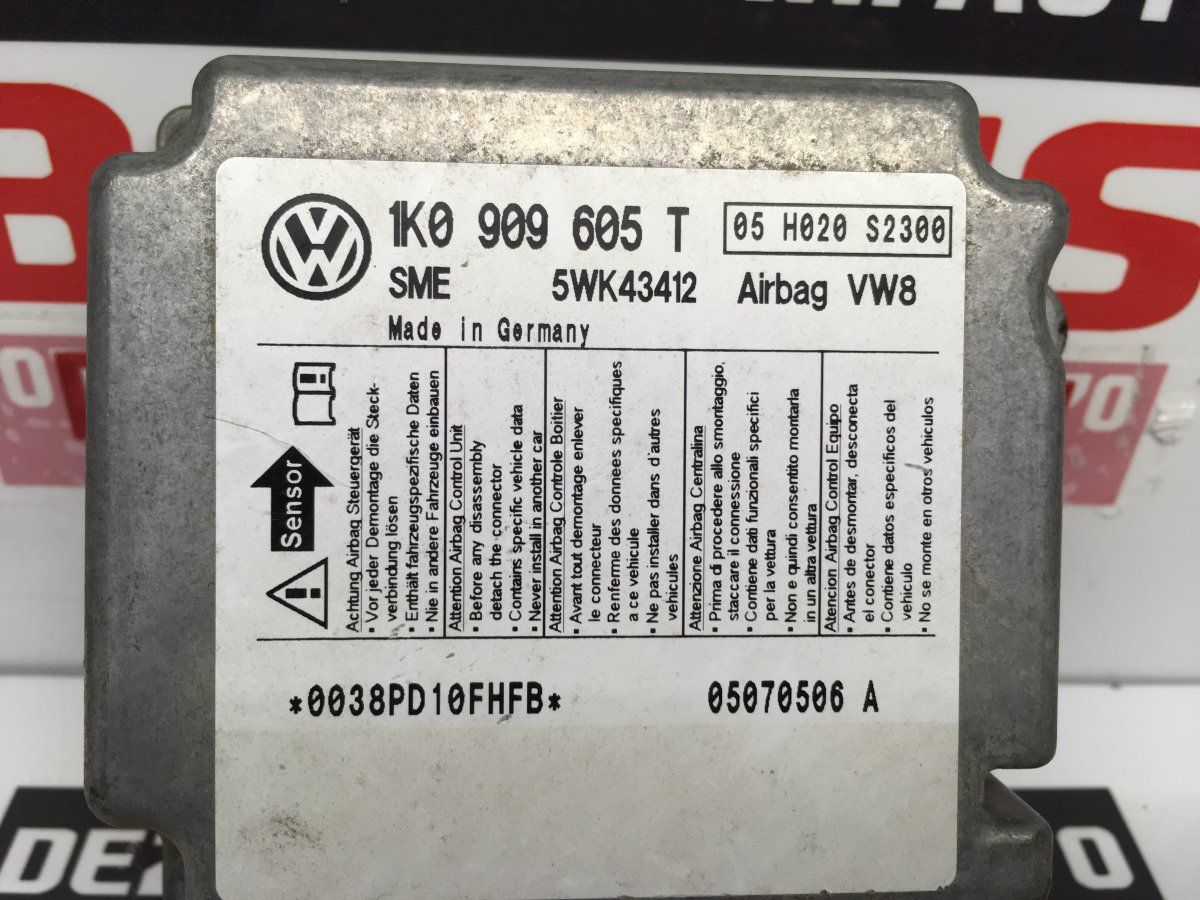 1K0 909 605 T
05 H020 S2300
SME 5WK43412 Airbag VW8
Made in Germany
Sensor
Achtung Airbag Steuergerät
• Vor jeder Demontage die Steck-
verbindung lösen
• Enthält fahrzeugspezifische Daten
• Nie in andere Fahrzeuge einbauen
Attention Airbag Control Unit
• Before any disassembly
detach the connector
• Contains specific vehicle data
• Never install in another car
Attention Airbag Controle Boitier
• Avant tout demontage enlever
le connecteur
• Renferme des donnees specifiques
a ce vehicule
• Ne pas installer dans d'autres
vehicules
Attenzione Airbag Centralina
• Prima di procedere allo smontaggio,
staccare il connessione
• Contiene dati funzionali specifici
per la vettura
• Non e quindi consentito montarla
in un altra vettura
Atencion Airbag Control Equipo
• Antes de desmontar, desconecta
el conector
• Contiene datos especificos del
vehiculo
• No se monte en otros vehiculos
*0038PD10FHFB*
05070506 A